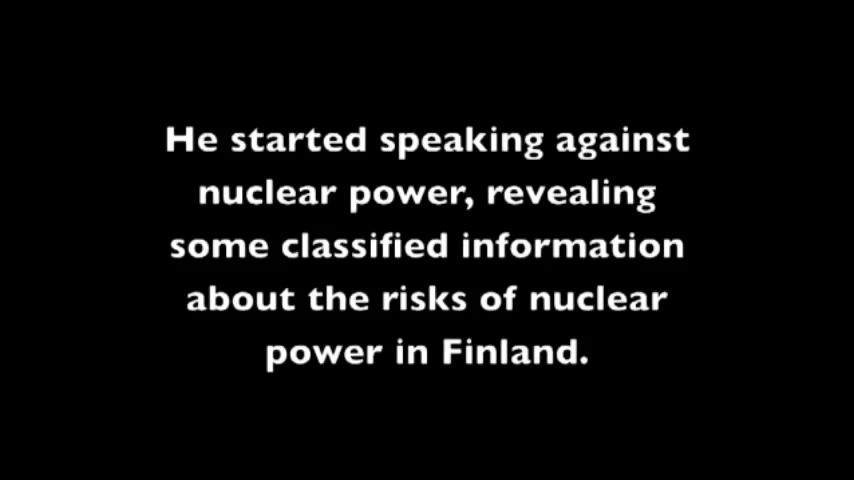 He started speaking against
nuclear power, revealing
some classified information
about the risks of nuclear
power in Finland.